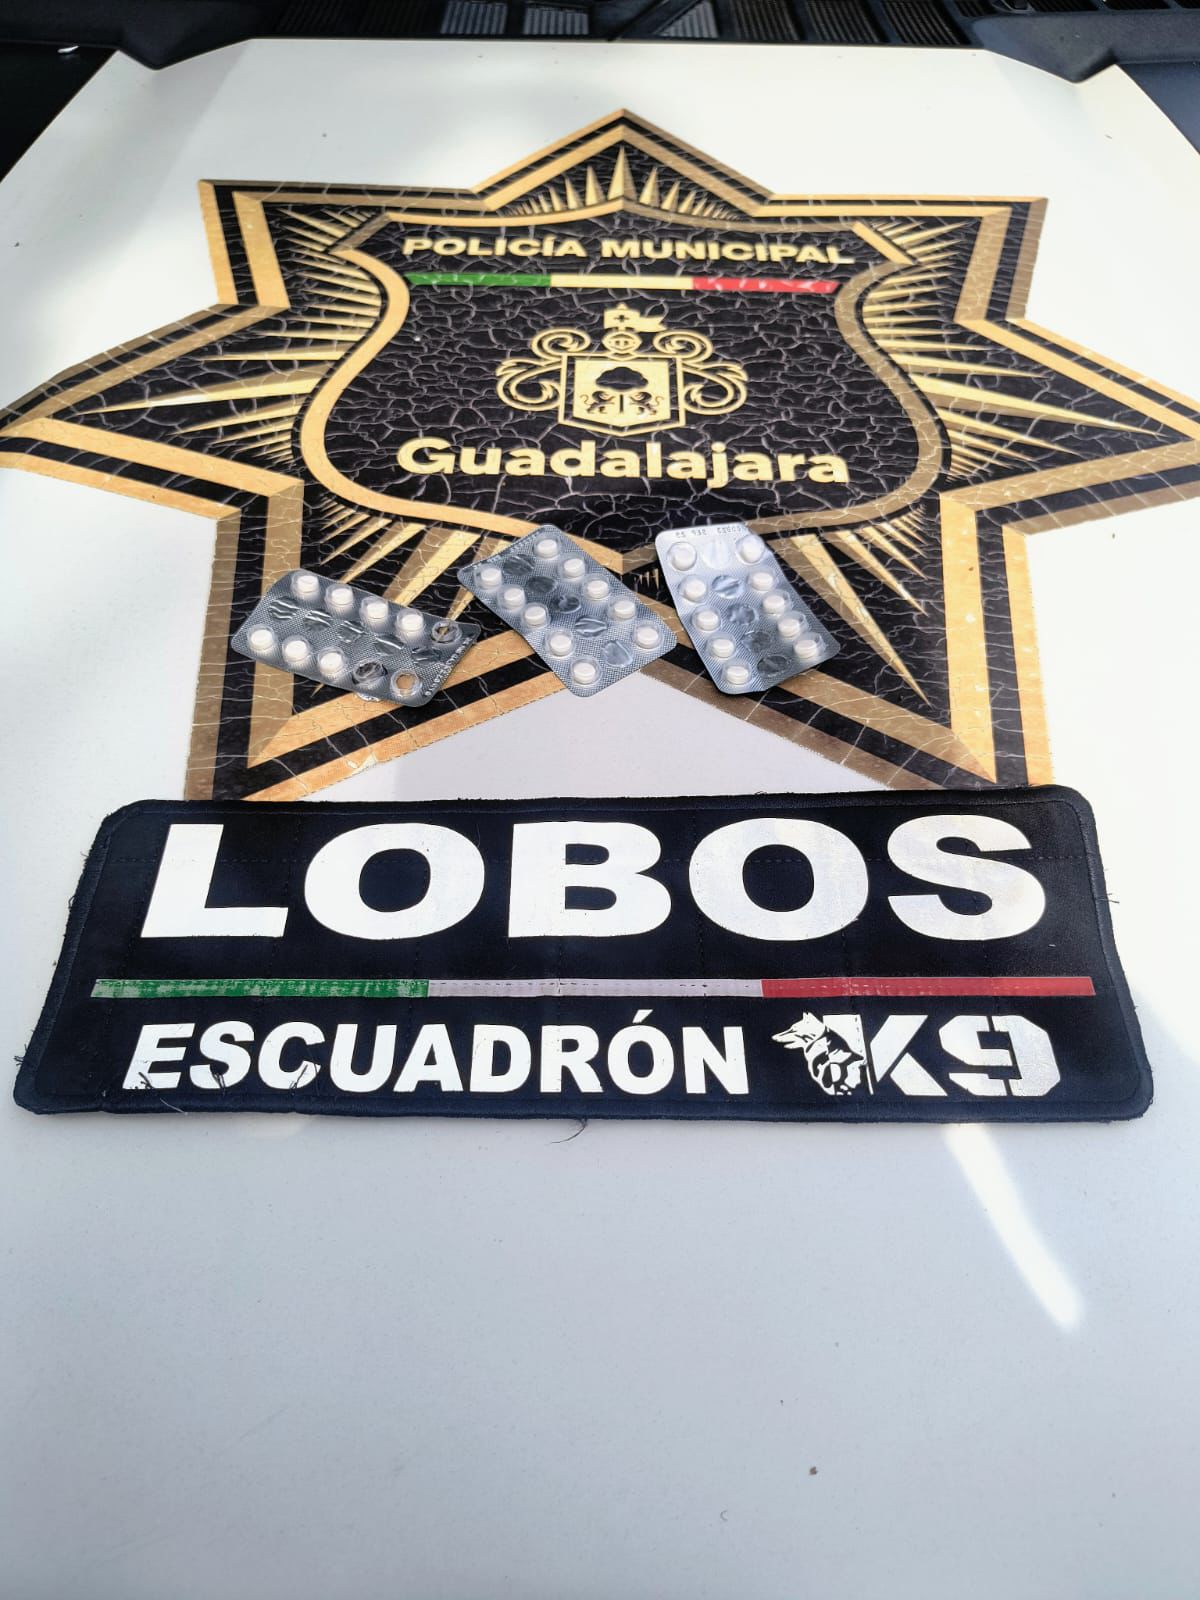 POLICÍA MUNICIPAL
Guadalajara
LOBOS
ESCUADRÓN K9